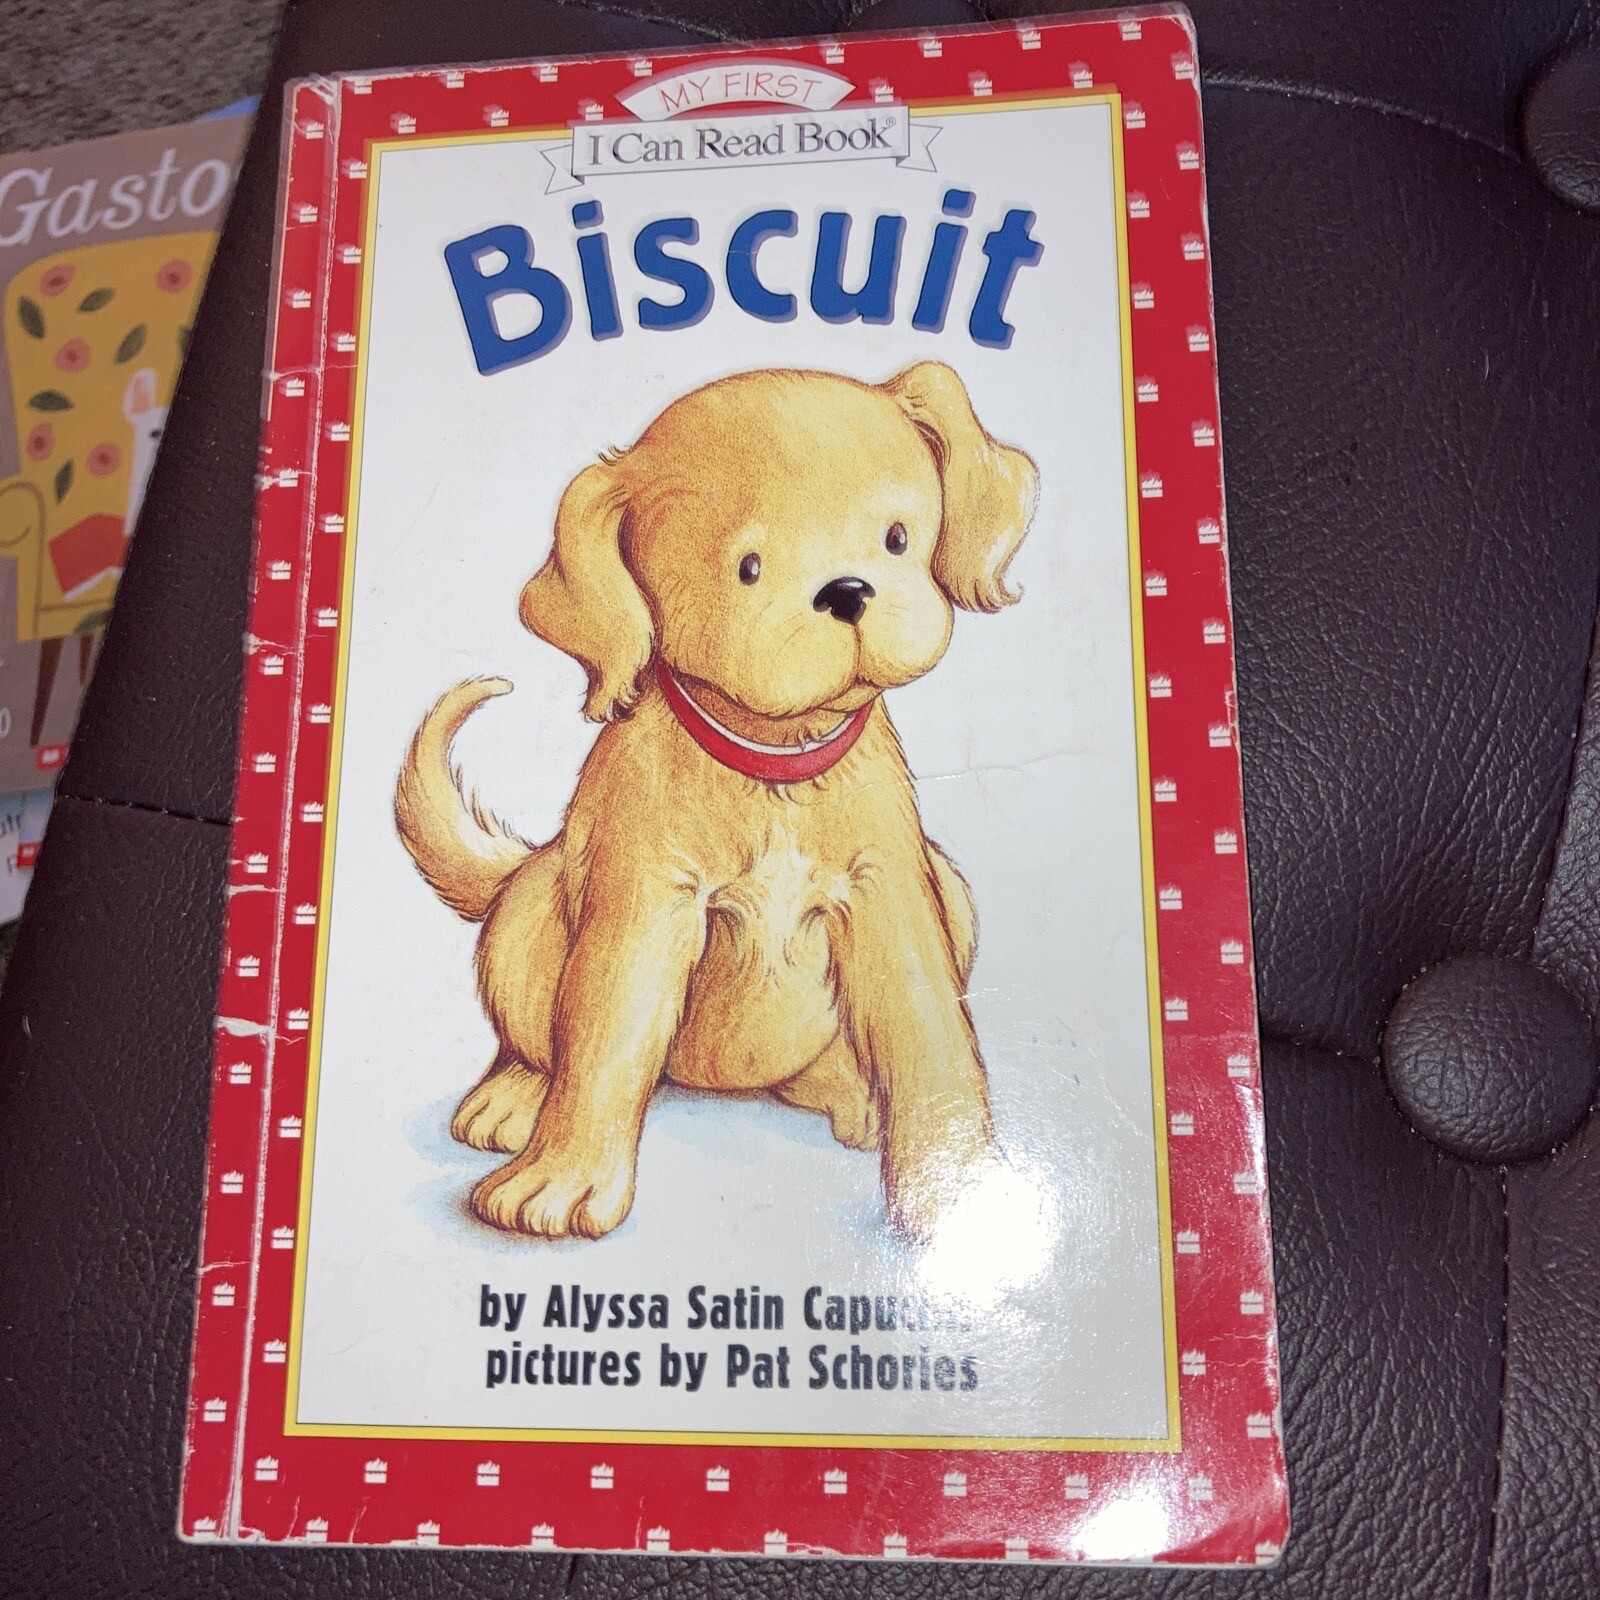 MY FIRST
I Can Read Book®
Biscuit
by Alyssa Satin
pictures by Pat Schories
Gasto